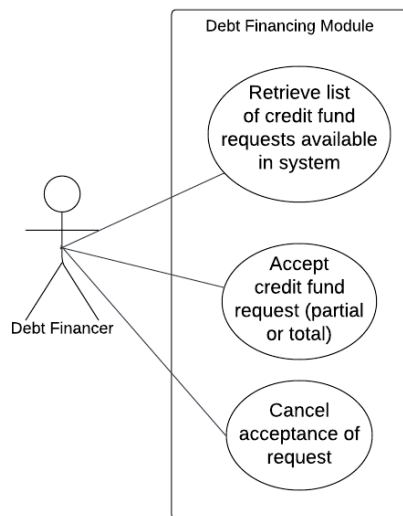 Debt Financing Module
Retrieve list
of credit fund
requests available
in system
Accept
credit fund
request (partial
or total)
Debt Financer
Cancel
acceptance of
request